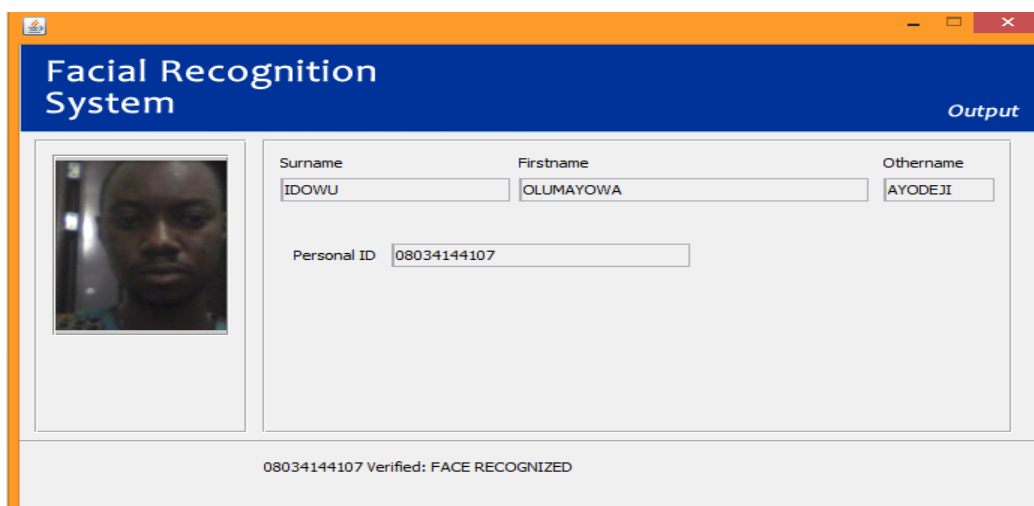 Facial Recognition
System
Output
Surname Firstname Othername
IDOWU OLUMAYOWA AYODEJI
Personal ID 08034144107
08034144107 Verified: FACE RECOGNIZED